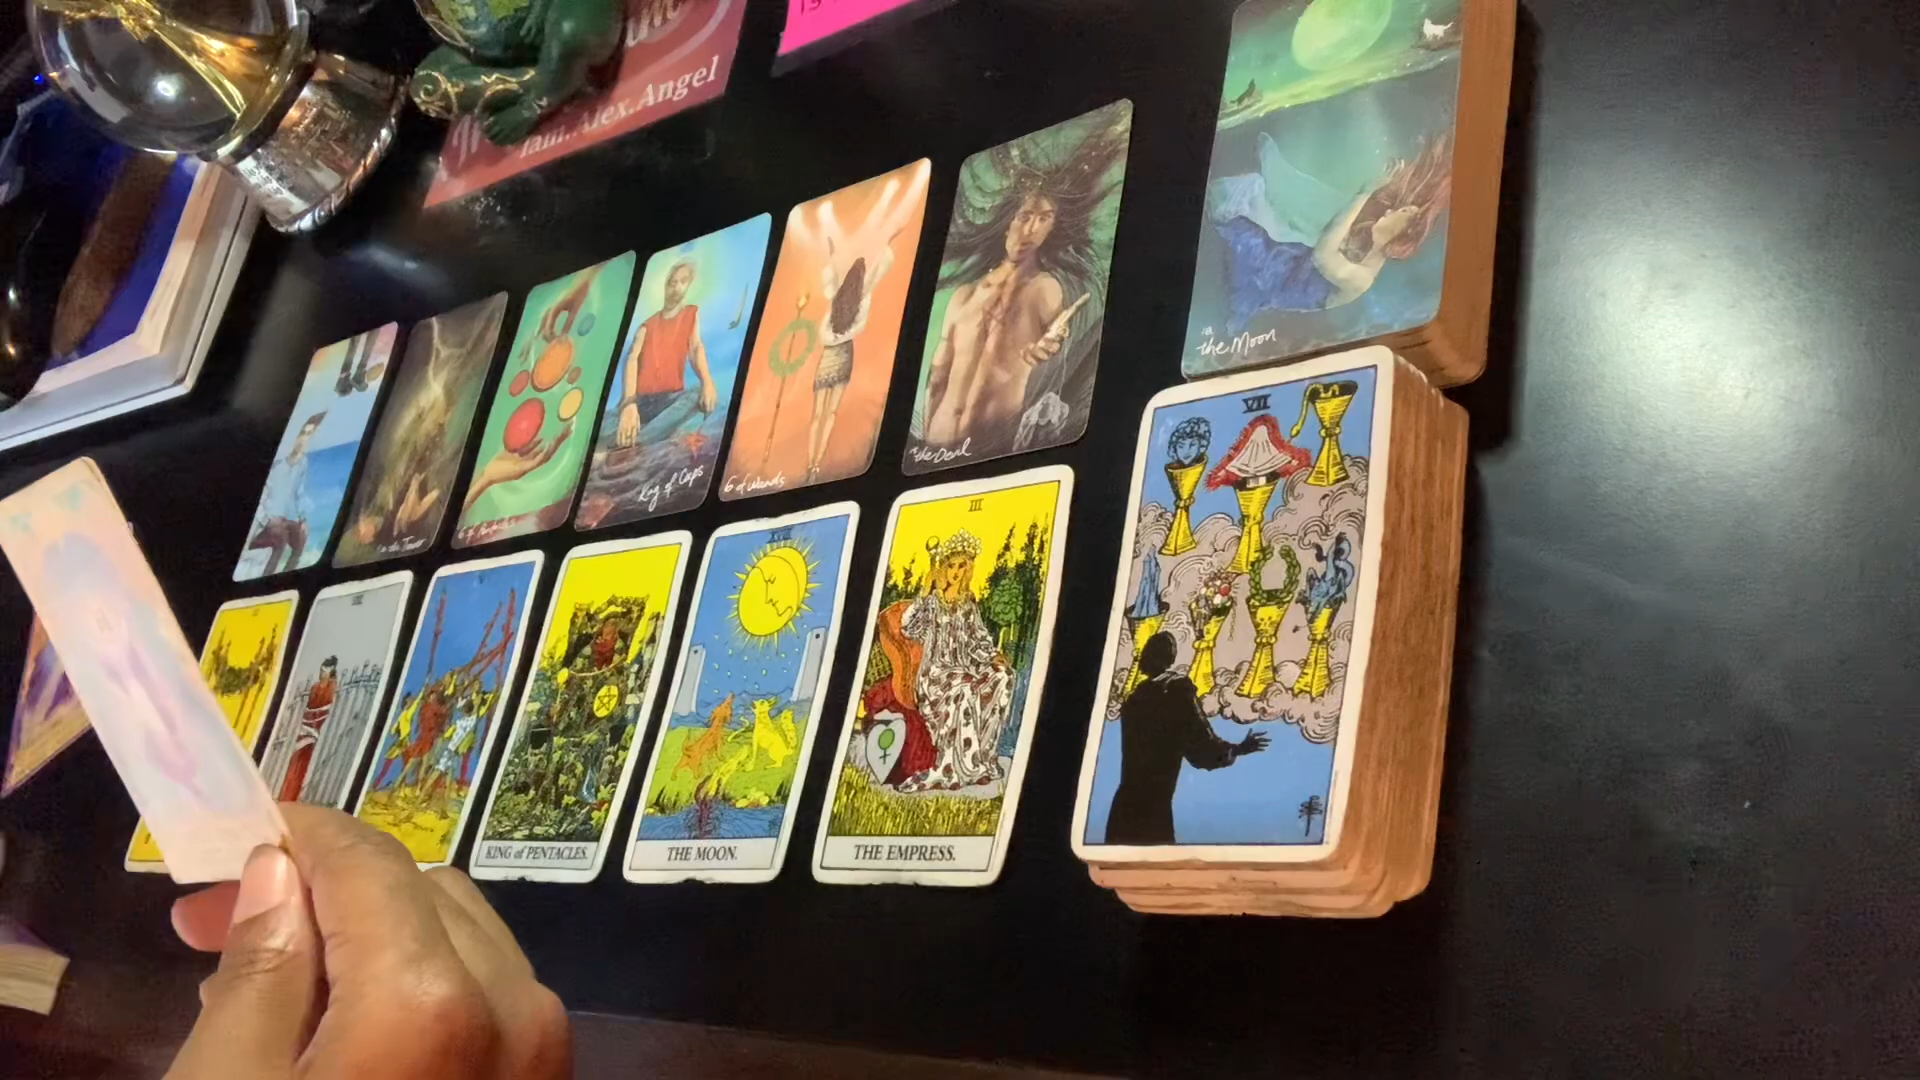 Iam.Alex.Angel
the Moon
the Devil
6 of Wands
King of Cups
the Tower
VII
III
THE EMPRESS.
THE MOON.
KING of PENTACLES.